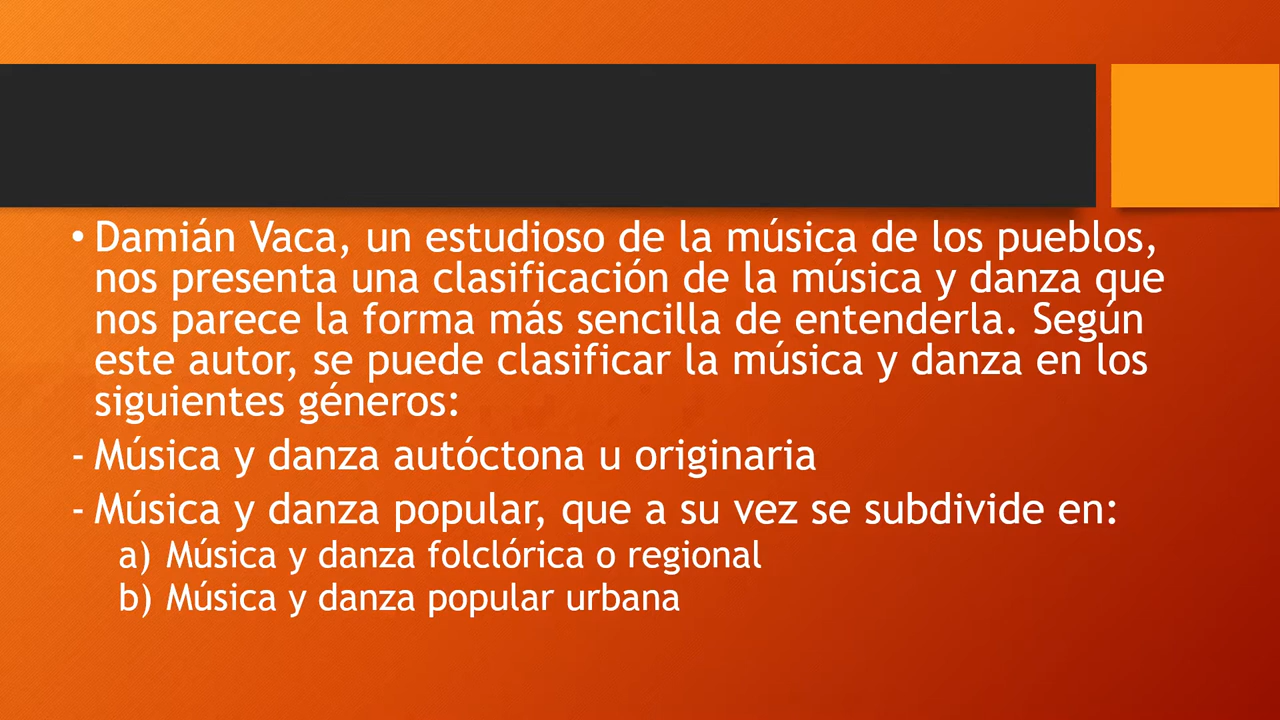 • Damián Vaca, un estudioso de la música de los pueblos,
nos presenta una clasificación de la música y danza que
nos parece la forma más sencilla de entenderla. Según
este autor, se puede clasificar la música y danza en los
siguientes géneros:
- Música y danza autóctona u originaria
- Música y danza popular, que a su vez se subdivide en:
a) Música y danza folclórica o regional
b) Música y danza popular urbana